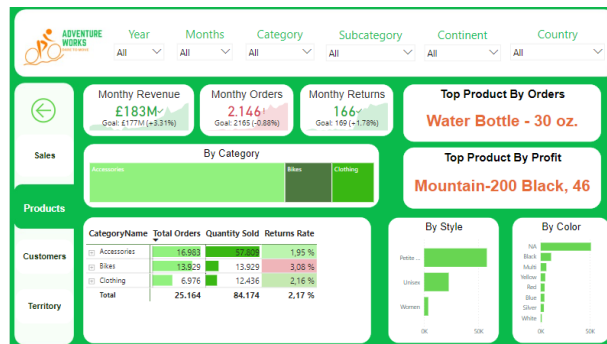 ADVENTURE
WORKS
Year Months Category Subcategory Continent Country
All All All All All All
Monthy Revenue
£183M
Goal: £177M (+3.31%)
Monthy Orders
2.146
Goal: 2165 (-0.88%)
Monthy Returns
166
Goal: 169 (+1.78%)
Top Product By Orders
Water Bottle - 30 oz.
Sales
Products
Customers
Territory
By Category
Accessories Bikes Clothing
Top Product By Profit
Mountain-200 Black, 46
CategoryName Total Orders Quantity Sold Returns Rate
Accessories 16.983 57.809 1,95 %
Bikes 13.929 13.929 3,08 %
Clothing 6.976 12.436 2,16 %
Total 25.164 84.174 2,17 %
By Style
Petite ...
Unisex
Women
0K 50K
By Color
NA
Black
Multi
Yellow
Red
Blue
Silver
White
0K 50K